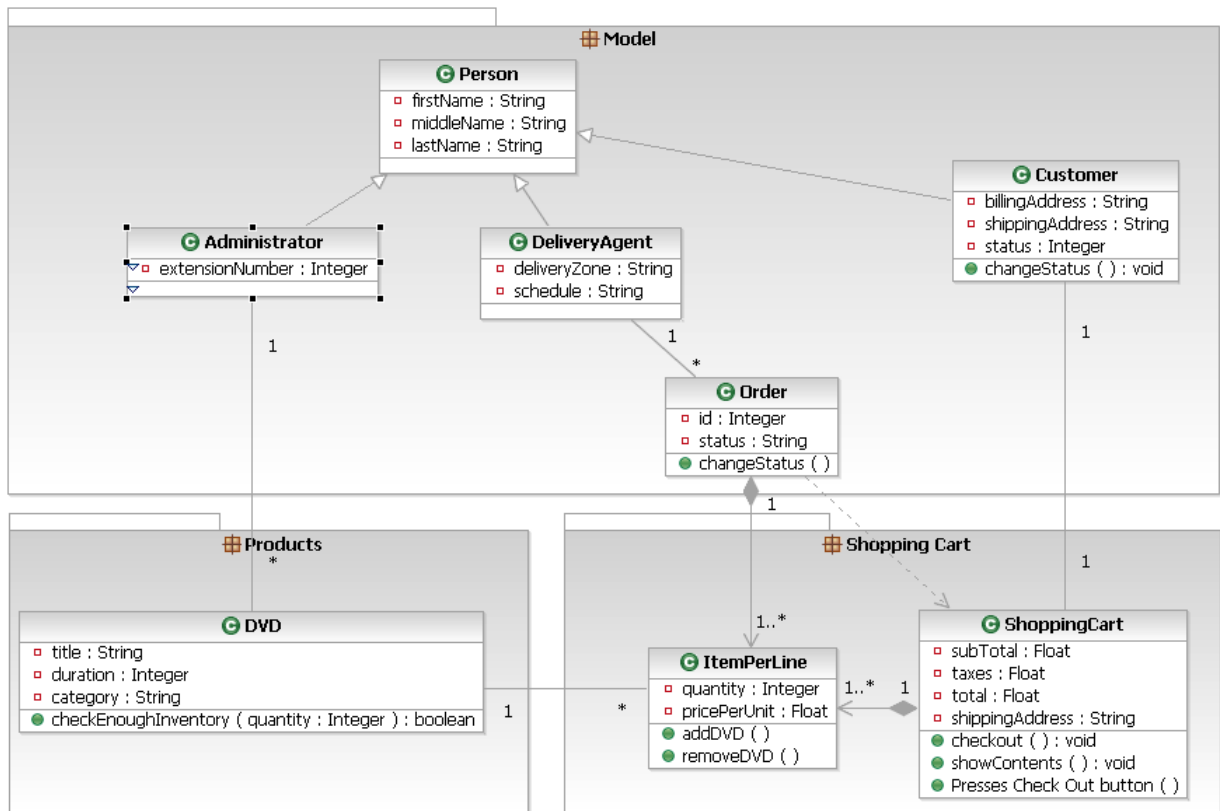 Model
Person
firstName : String
middleName : String
lastName : String
Customer
billingAddress : String
shippingAddress : String
status : Integer
changeStatus ( ) : void
Administrator
extensionNumber : Integer
DeliveryAgent
deliveryZone : String
schedule : String
1
1
*
1
Order
id : Integer
status : String
changeStatus ( )
1
Products
*
Shopping Cart
1
DVD
title : String
duration : Integer
category : String
checkEnoughInventory ( quantity : Integer ) : boolean
1
*
1..*
ItemPerLine
quantity : Integer
pricePerUnit : Float
addDVD ( )
removeDVD ( )
1..*
1
ShoppingCart
subTotal : Float
taxes : Float
total : Float
shippingAddress : String
checkout ( ) : void
showContents ( ) : void
Presses Check Out button ( )